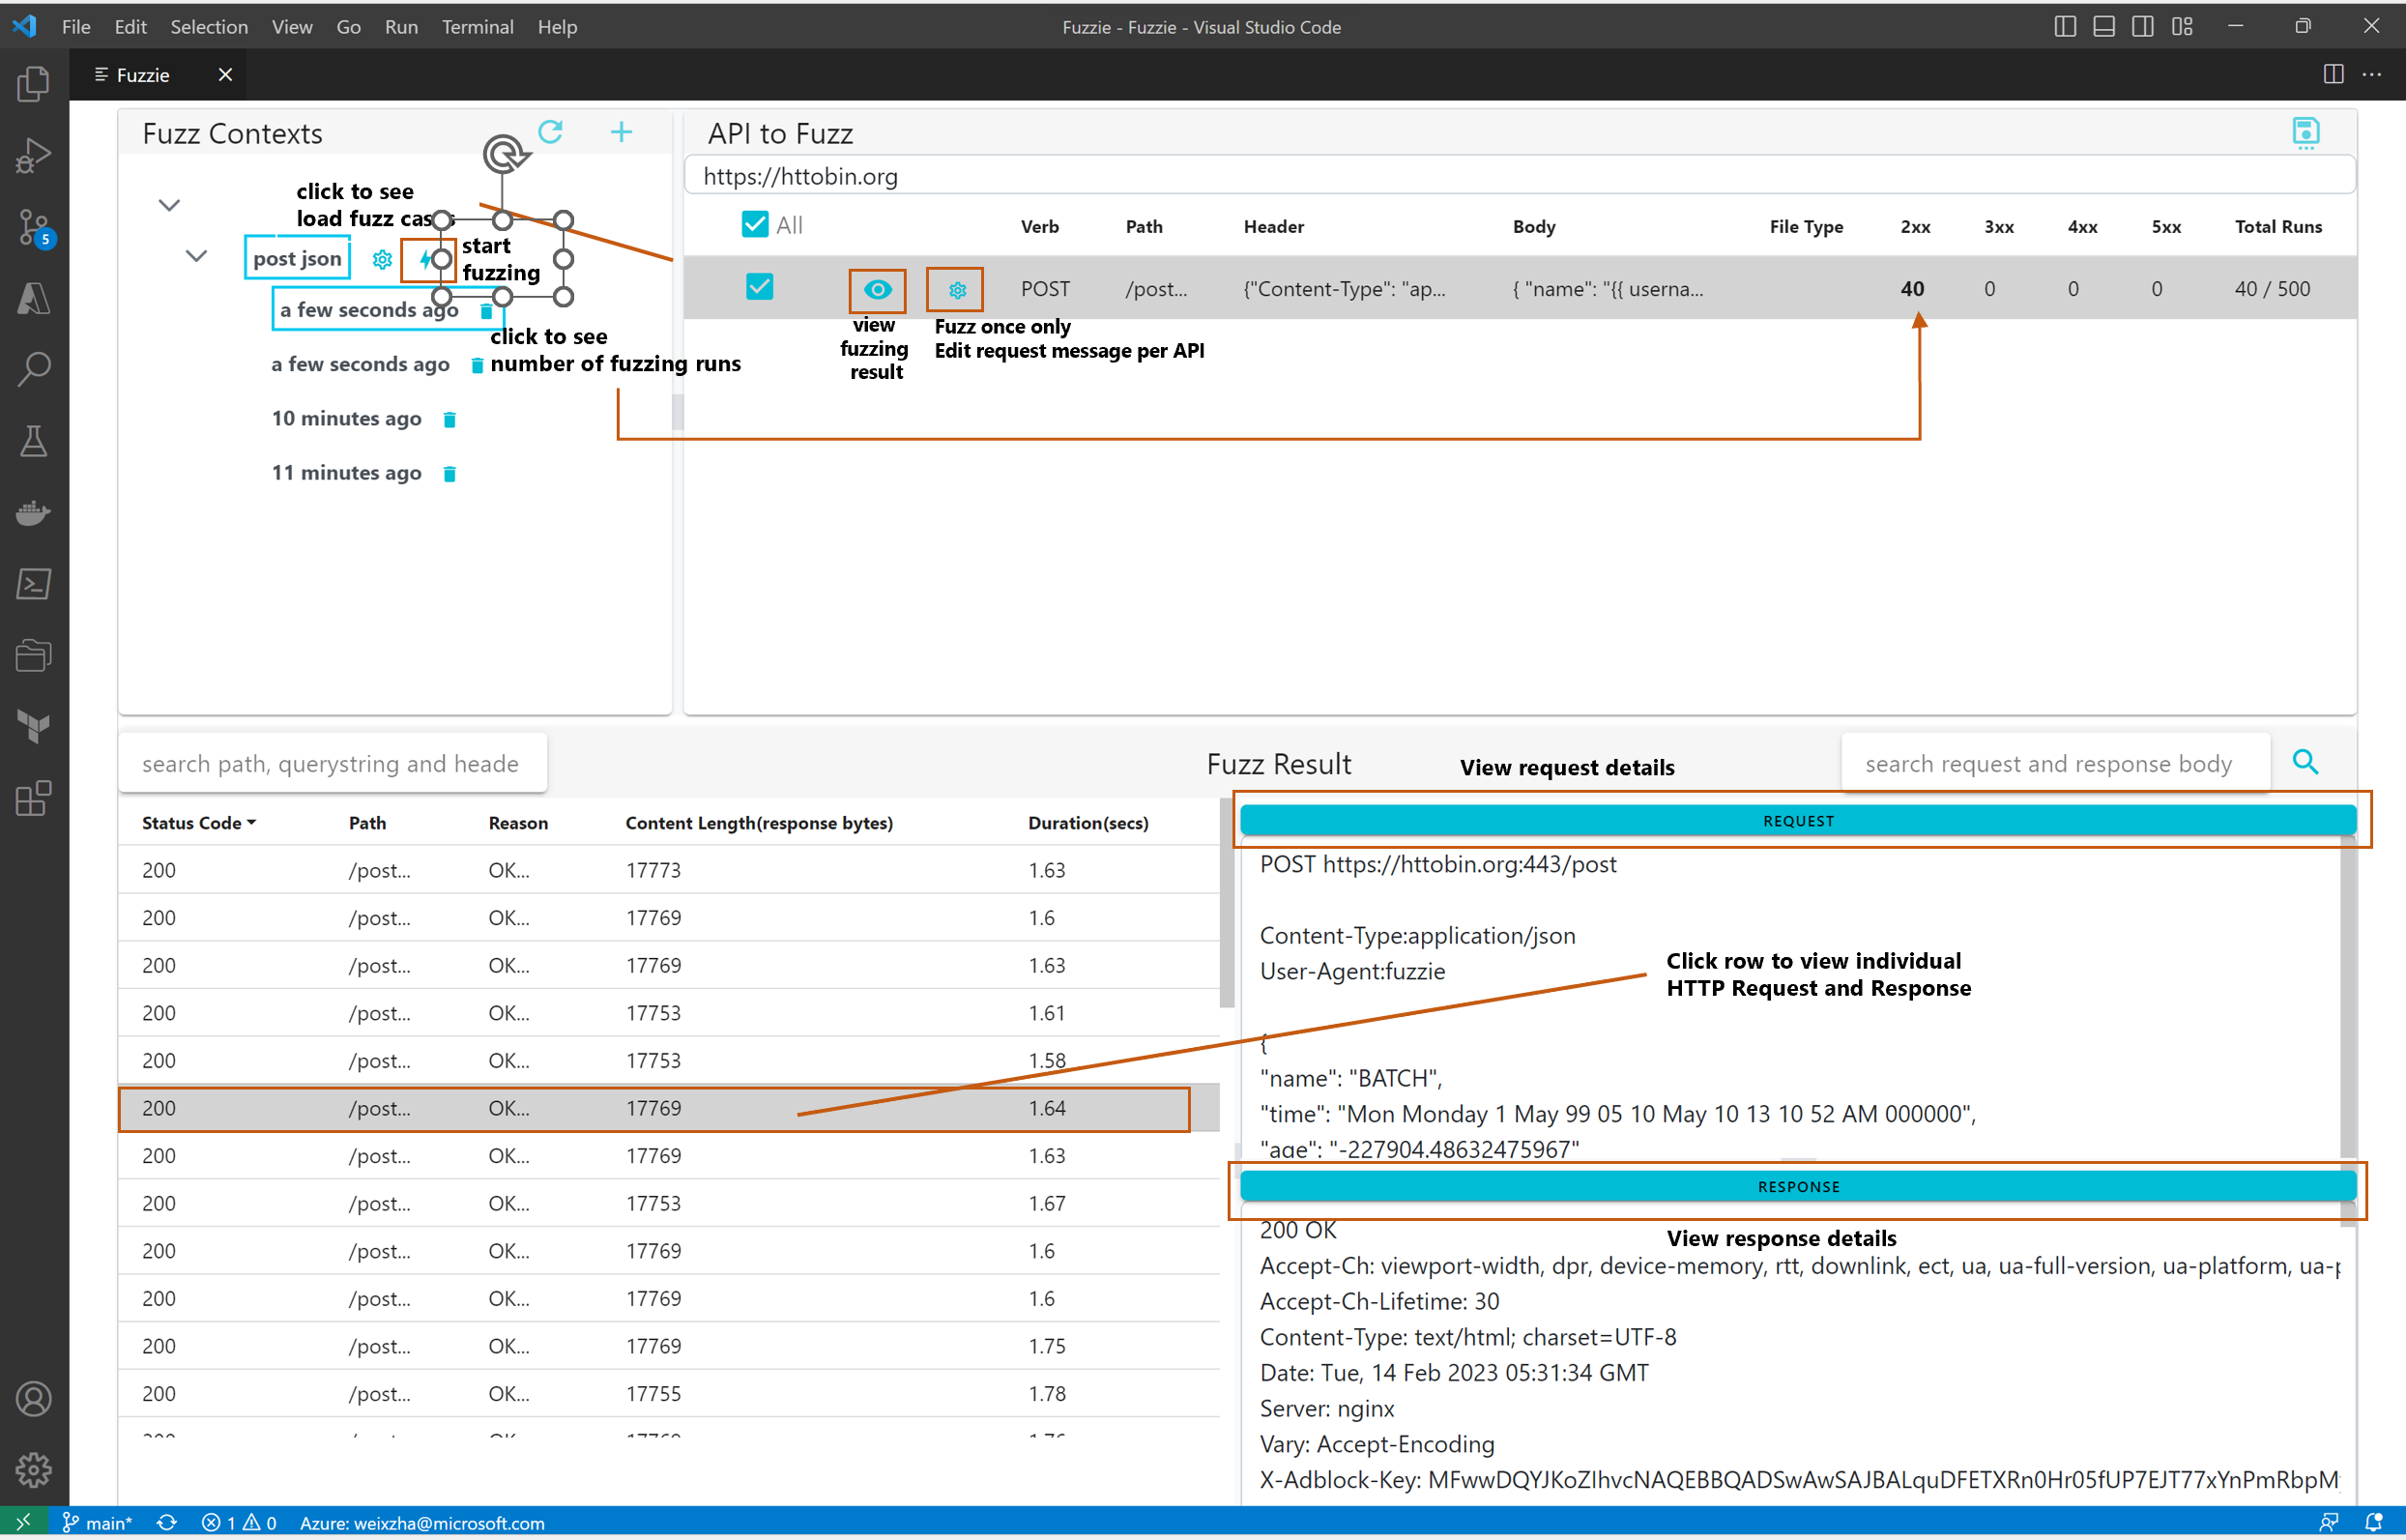 File Edit Selection View Go Run Terminal Help
Fuzzie - Fuzzie - Visual Studio Code
Fuzzie
Fuzz Contexts
click to see
load fuzz cases
post json
start
fuzzing
a few seconds ago
click to see
number of fuzzing runs
a few seconds ago
10 minutes ago
11 minutes ago
API to Fuzz
https://httobin.org
All Verb Path Header Body File Type 2xx 3xx 4xx 5xx Total Runs
POST /post... {"Content-Type": "ap... { "name": "{{ userna... 40 0 0 0 40 / 500
view
fuzzing
result
Fuzz once only
Edit request message per API
5
search path, querystring and heade
Fuzz Result
View request details
search request and response body
Status Code Path Reason Content Length(response bytes) Duration(secs)
200 /post... OK... 17773 1.63
200 /post... OK... 17769 1.6
200 /post... OK... 17769 1.63
200 /post... OK... 17753 1.61
200 /post... OK... 17753 1.58
200 /post... OK... 17769 1.64
200 /post... OK... 17769 1.63
200 /post... OK... 17753 1.67
200 /post... OK... 17769 1.6
200 /post... OK... 17769 1.6
200 /post... OK... 17769 1.75
200 /post... OK... 17755 1.78
REQUEST
POST https://httobin.org:443/post
Content-Type:application/json
User-Agent:fuzzie
Click row to view individual
HTTP Request and Response
{
"name": "BATCH",
"time": "Mon Monday 1 May 99 05 10 May 10 13 10 52 AM 000000",
"age": "-227904.48632475967"
RESPONSE
200 OK
View response details
Accept-Ch: viewport-width, dpr, device-memory, rtt, downlink, ect, ua, ua-full-version, ua-platform, ua-p
Accept-Ch-Lifetime: 30
Content-Type: text/html; charset=UTF-8
Date: Tue, 14 Feb 2023 05:31:34 GMT
Server: nginx
Vary: Accept-Encoding
X-Adblock-Key: MFwwDQYJKoZIhvcNAQEBBQADSwAwSAJBALquDFETXRn0Hr05fUP7EJT77xYnPmRbpM
main* 1 0 Azure: weixzha@microsoft.com